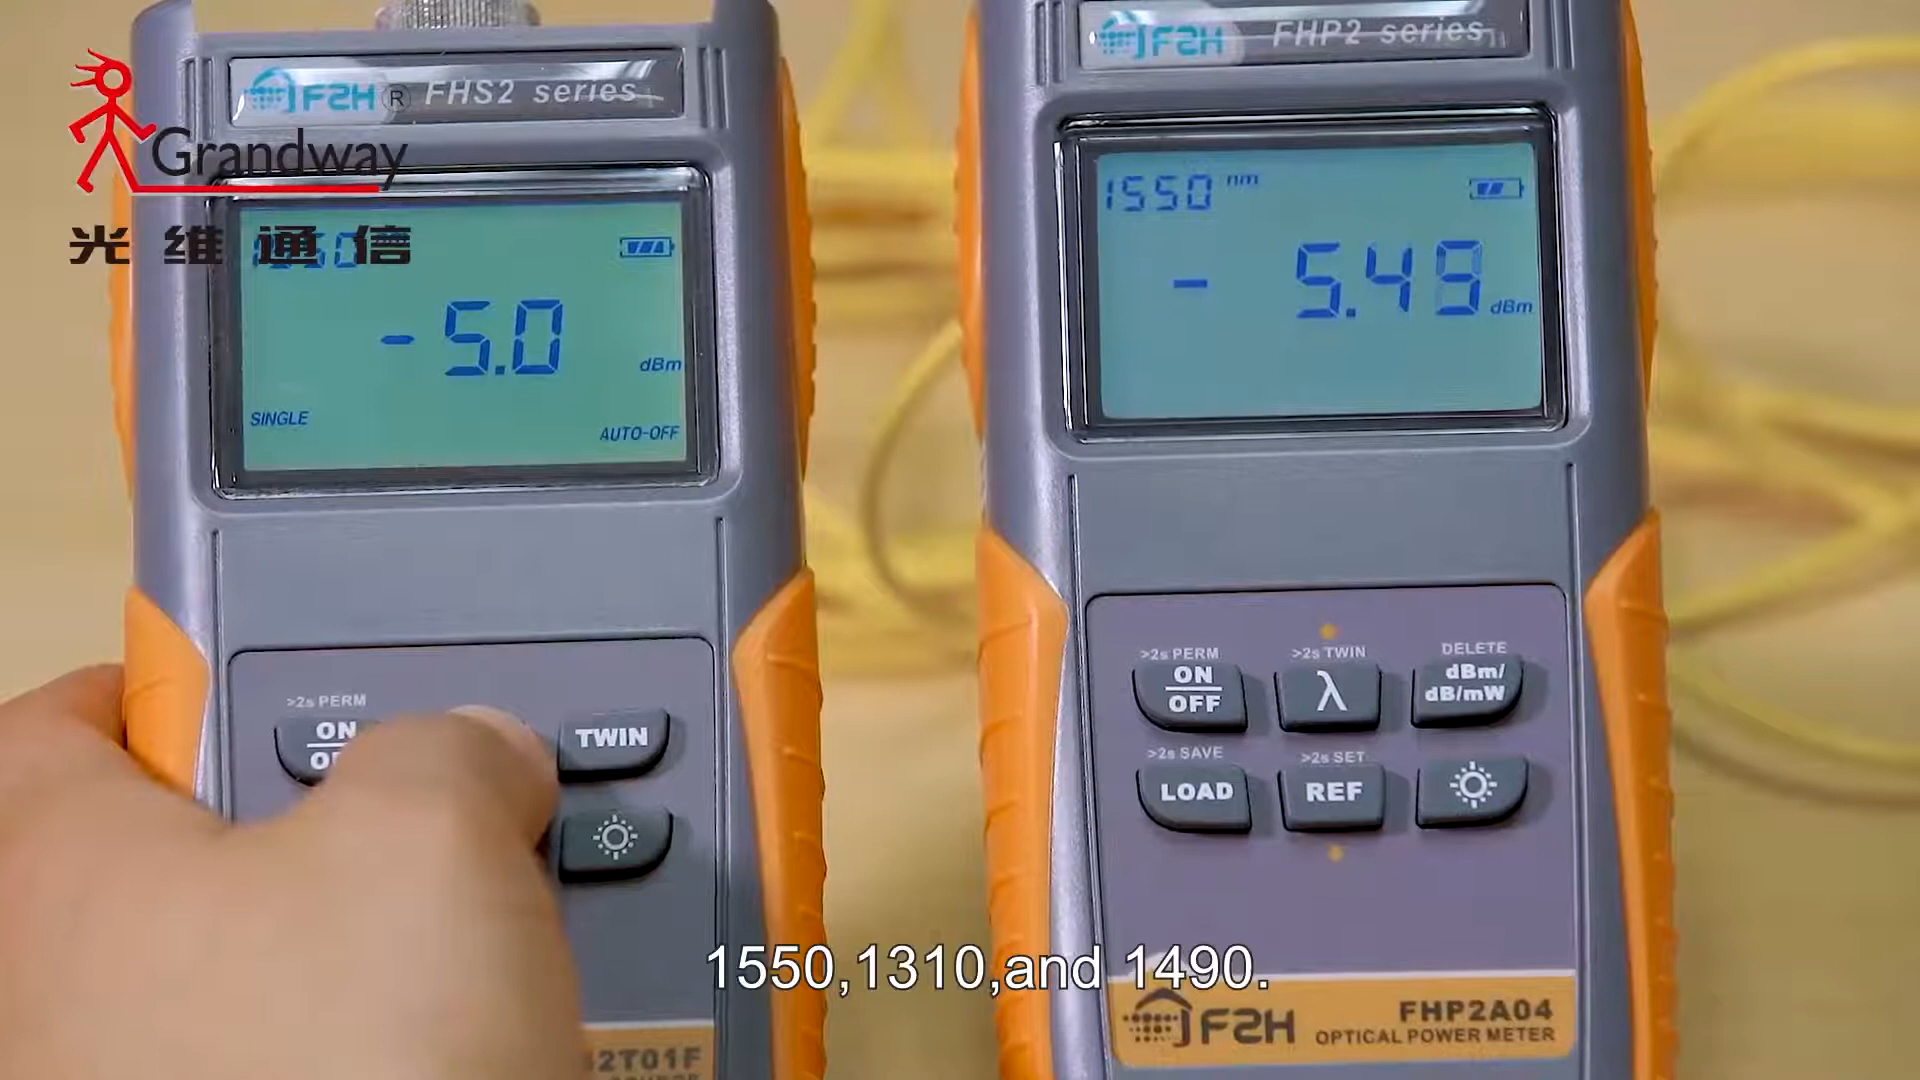 Grandway
光维通信
F2H® FHS2 series
1550
-5.0
dBm
SINGLE
AUTO-OFF
>2s PERM
ON
TWIN
2T01F
F2H FHP2 series
1550 nm
- 5.49
dBm
>2s PERM
ON
OFF
>2s TWIN
λ
DELETE
dBm/
dB/mW
>2s SAVE
LOAD
>2s SET
REF
F2H FHP2A04
OPTICAL POWER METER
1550,1310,and 1490.